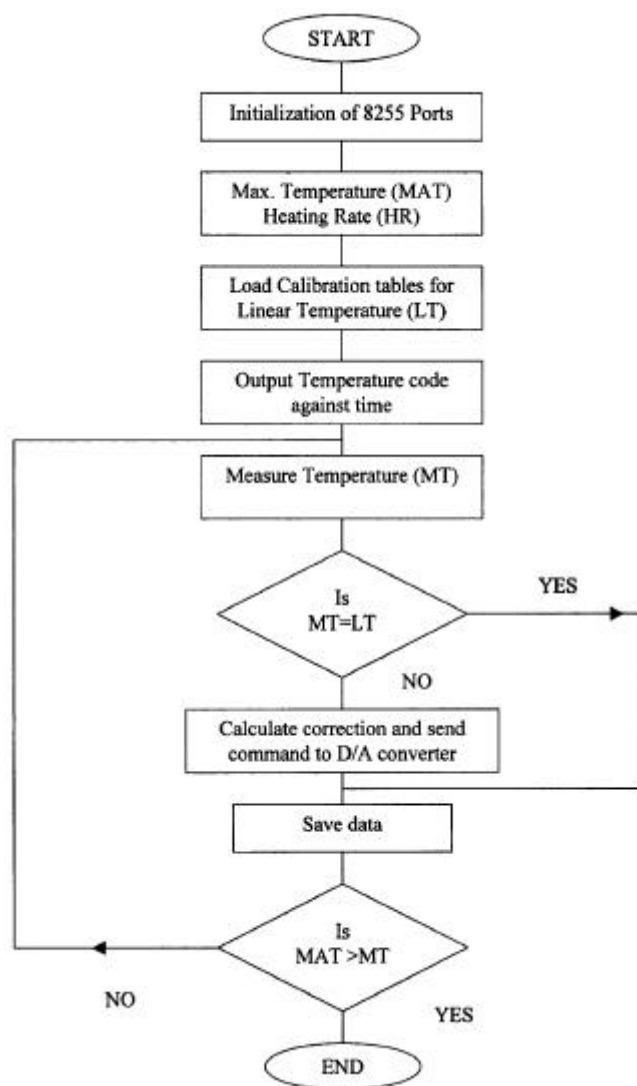 START
Initialization of 8255 Ports
Max. Temperature (MAT)
Heating Rate (HR)
Load Calibration tables for
Linear Temperature (LT)
Output Temperature code
against time
Measure Temperature (MT)
Is
MT=LT
YES
NO
Calculate correction and send
command to D/A converter
Save data
Is
MAT >MT
NO
YES
END